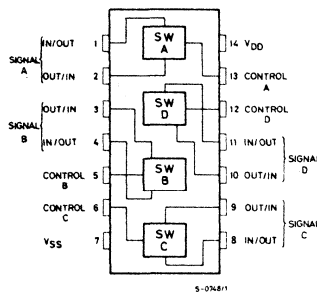 IN/OUT 1
SIGNAL A
OUT/IN 2
OUT/IN 3
SIGNAL B
IN/OUT 4
CONTROL B 5
CONTROL C 6
VSS 7
SW A
SW D
SW B
SW C
14 VDD
13 CONTROL A
12 CONTROL D
11 IN/OUT
SIGNAL D
10 OUT/IN
9 OUT/IN
SIGNAL C
8 IN/OUT
S-0748/1